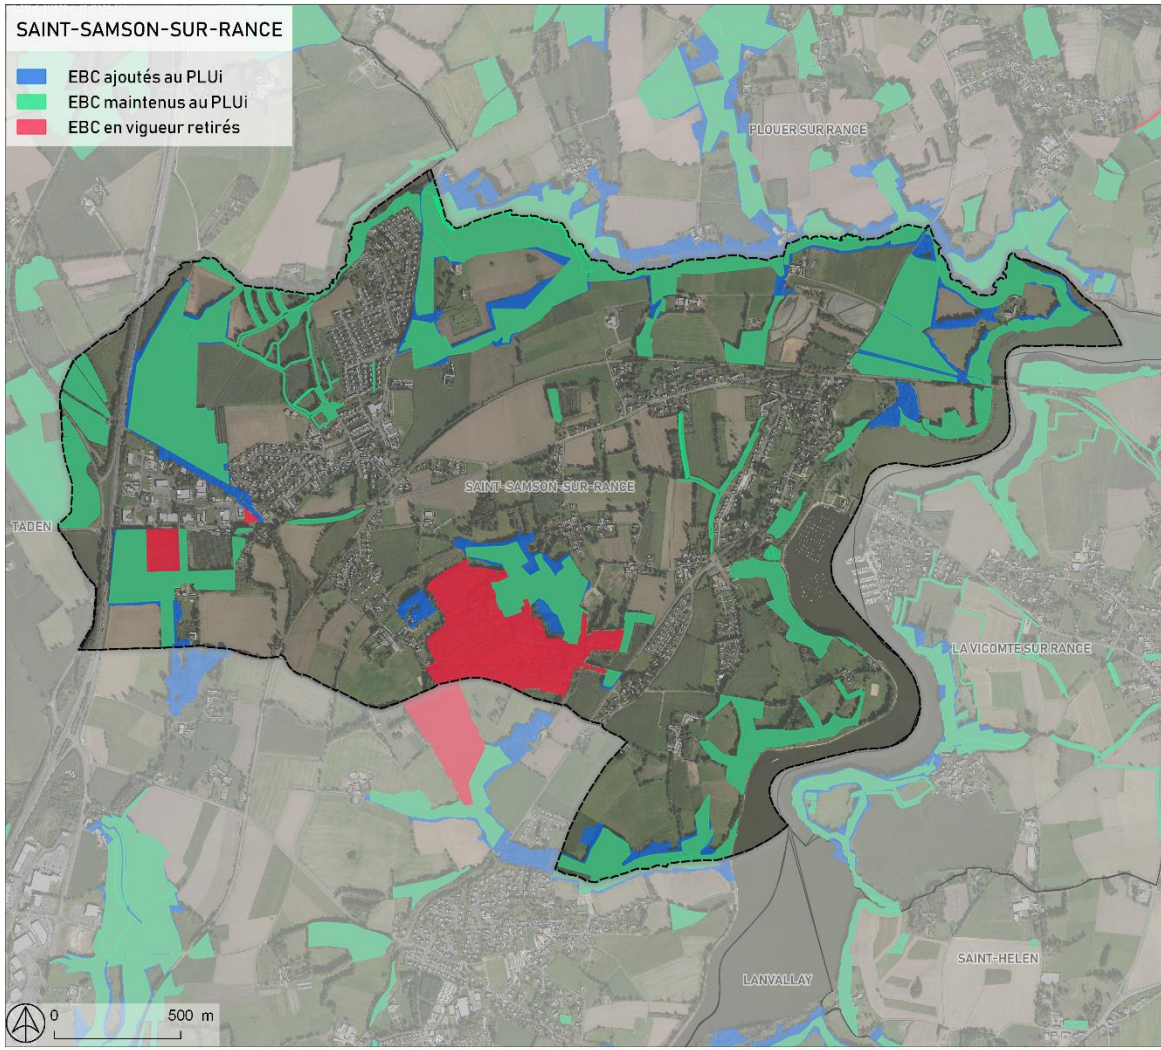 SAINT-SAMSON-SUR-RANCE
EBC ajoutés au PLUi
EBC maintenus au PLUi
EBC en vigueur retirés
PLOUER SUR RANCE
SAINT-SAMSON-SUR-RANCE
TADEN
LA VICOMTE SUR RANCE
SAINT-HELEN
LANVALLAY
0 500 m